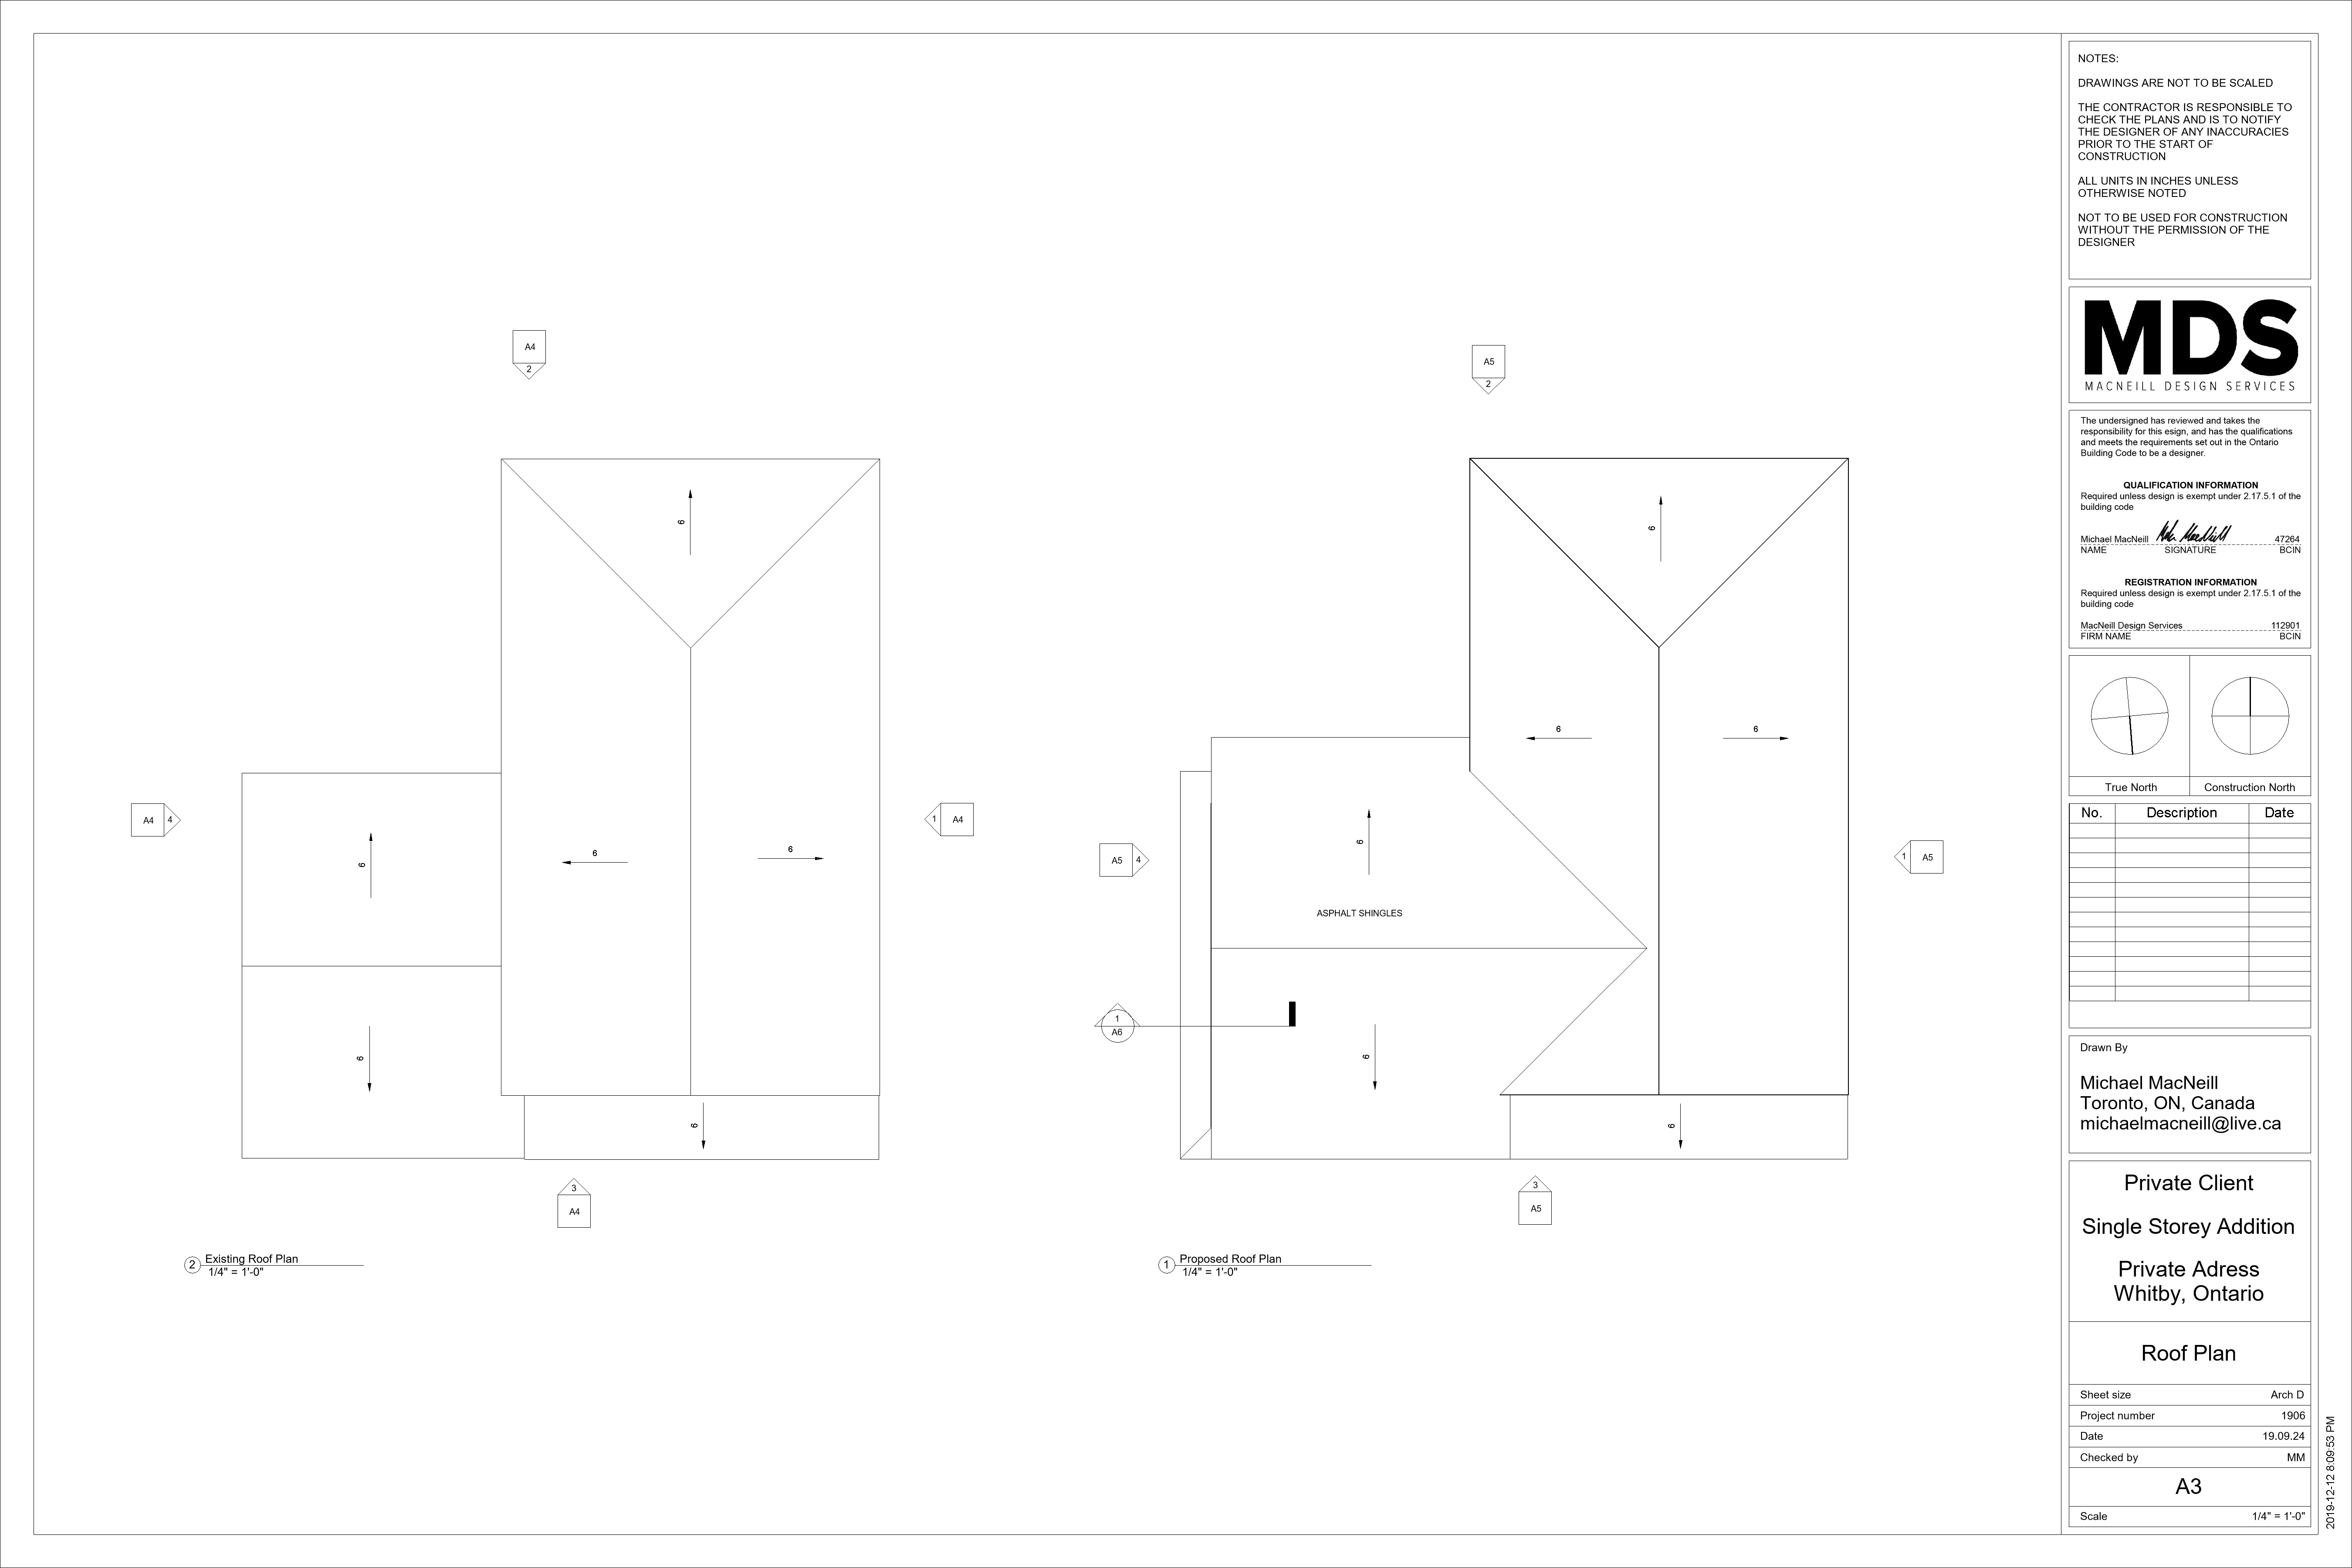 A4
2
6
A4
4
6
6
6
1
A4
6
6
3
A4
2
Existing Roof Plan
1/4" = 1'-0"
A5
2
6
6
6
A5
4
6
ASPHALT SHINGLES
1
A5
1
A6
6
6
3
A5
1
Proposed Roof Plan
1/4" = 1'-0"
NOTES:
DRAWINGS ARE NOT TO BE SCALED
THE CONTRACTOR IS RESPONSIBLE TO
CHECK THE PLANS AND IS TO NOTIFY
THE DESIGNER OF ANY INACCURACIES
PRIOR TO THE START OF
CONSTRUCTION
ALL UNITS IN INCHES UNLESS
OTHERWISE NOTED
NOT TO BE USED FOR CONSTRUCTION
WITHOUT THE PERMISSION OF THE
DESIGNER
MDS
MACNEILL DESIGN SERVICES
The undersigned has reviewed and takes the
responsibility for this esign, and has the qualifications
and meets the requirements set out in the Ontario
Building Code to be a designer.
QUALIFICATION INFORMATION
Required unless design is exempt under 2.17.5.1 of the
building code
Michael MacNeill 47264
NAME SIGNATURE BCIN
REGISTRATION INFORMATION
Required unless design is exempt under 2.17.5.1 of the
building code
MacNeill Design Services 112901
FIRM NAME BCIN
True North Construction North
No. Description Date
Drawn By
Michael MacNeill
Toronto, ON, Canada
michaelmacneill@live.ca
Private Client
Single Storey Addition
Private Adress
Whitby, Ontario
Roof Plan
Sheet size Arch D
Project number 1906
Date 19.09.24
Checked by MM
A3
Scale 1/4" = 1'-0"
2019-12-12 8:09:53 PM